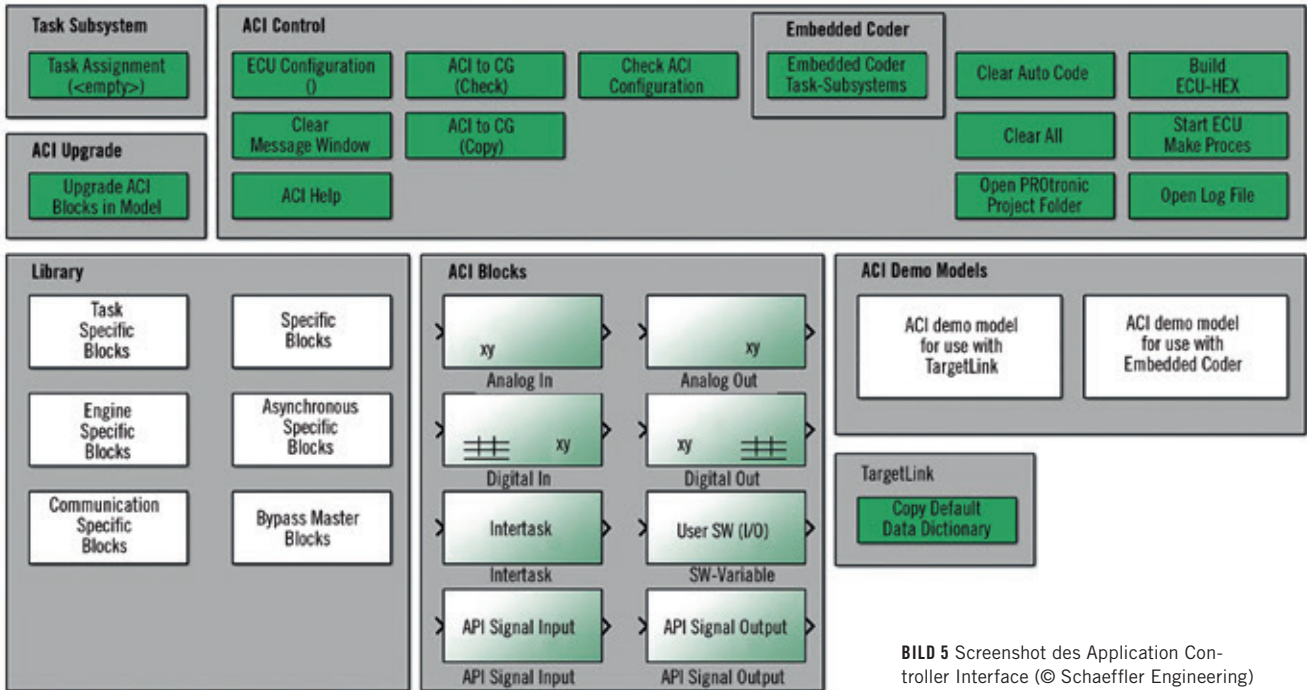 Task Subsystem
Task Assignment
(<empty>)
ACI Upgrade
Upgrade ACI
Blocks in Model
ACI Control
ECU Configuration
()
ACI to CG
(Check)
Check ACI
Configuration
Clear
Message Window
ACI to CG
(Copy)
ACI Help
Embedded Coder
Embedded Coder
Task-Subsystems
Clear Auto Code
Build
ECU-HEX
Clear All
Start ECU
Make Proces
Open PROtronic
Project Folder
Open Log File
Library
Task
Specific
Blocks
Specific
Blocks
Engine
Specific
Blocks
Asynchronous
Specific
Blocks
Communication
Specific
Blocks
Bypass Master
Blocks
ACI Blocks
xy
Analog In
xy
Analog Out
xy
Digital In
xy
Digital Out
Intertask
Intertask
User SW (I/O)
SW-Variable
API Signal Input
API Signal Input
API Signal Output
API Signal Output
ACI Demo Models
ACI demo model
for use with
TargetLink
ACI demo model
for use with
Embedded Coder
TargetLink
Copy Default
Data Dictionary
BILD 5 Screenshot des Application Con-
troller Interface (© Schaeffler Engineering)